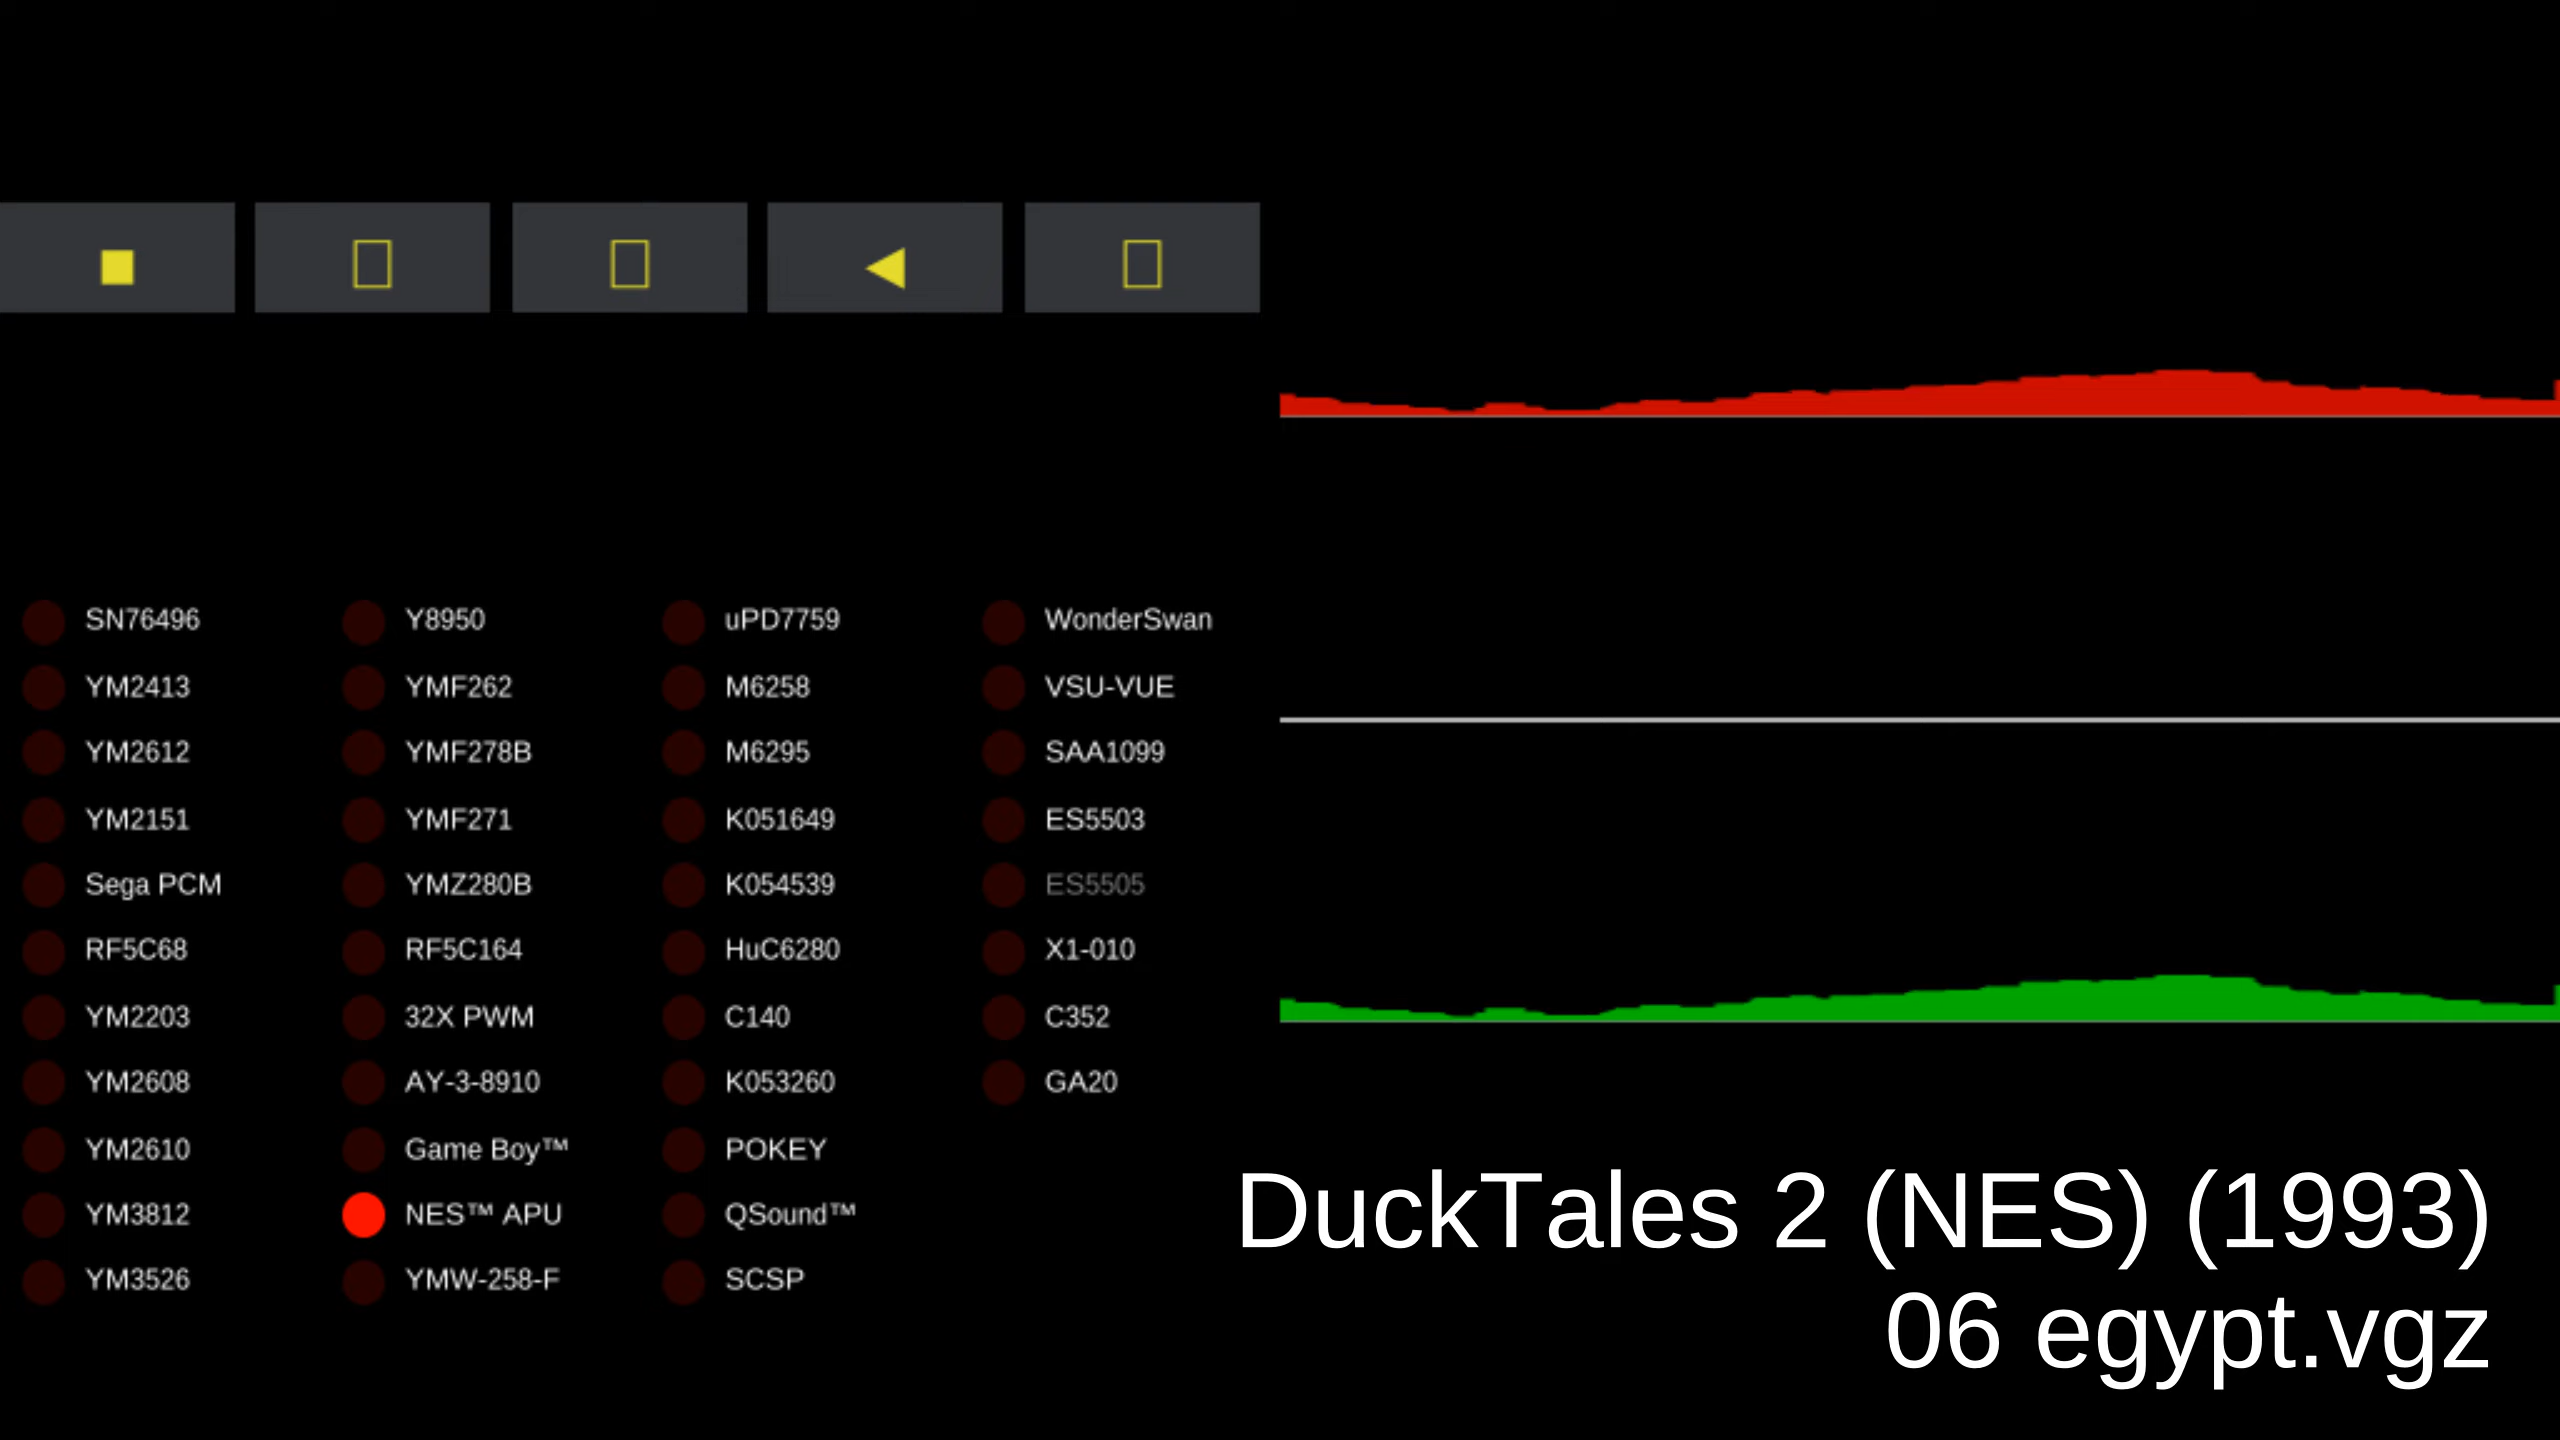 SN76496
YM2413
YM2612
YM2151
Sega PCM
RF5C68
YM2203
YM2608
YM2610
YM3812
YM3526
Y8950
YMF262
YMF278B
YMF271
YMZ280B
RF5C164
32X PWM
AY-3-8910
Game Boy™
NES™ APU
YMW-258-F
uPD7759
M6258
M6295
K051649
K054539
HuC6280
C140
K053260
POKEY
QSound™
SCSP
WonderSwan
VSU-VUE
SAA1099
ES5503
ES5505
X1-010
C352
GA20
DuckTales 2 (NES) (1993)
06 egypt.vgz